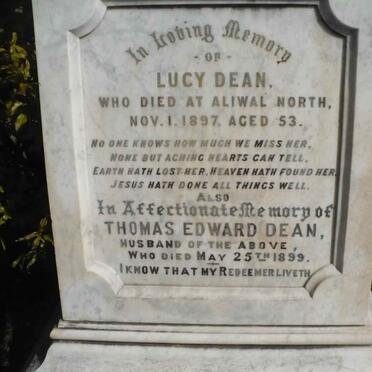 In Loving Memory
- OF -
LUCY DEAN,
WHO DIED AT ALIWAL NORTH,
NOV. 1. 1897. AGED 53.
NO ONE KNOWS HOW MUCH WE MISS HER,
NONE BUT ACHING HEARTS CAN TELL.
EARTH HATH LOST HER, HEAVEN HATH FOUND HER,
JESUS HATH DONE ALL THINGS WELL.
ALSO
In Affectionate Memory of
THOMAS EDWARD DEAN,
HUSBAND OF THE ABOVE,
WHO DIED MAY 25TH 1899.
I KNOW THAT MY REDEEMER LIVETH